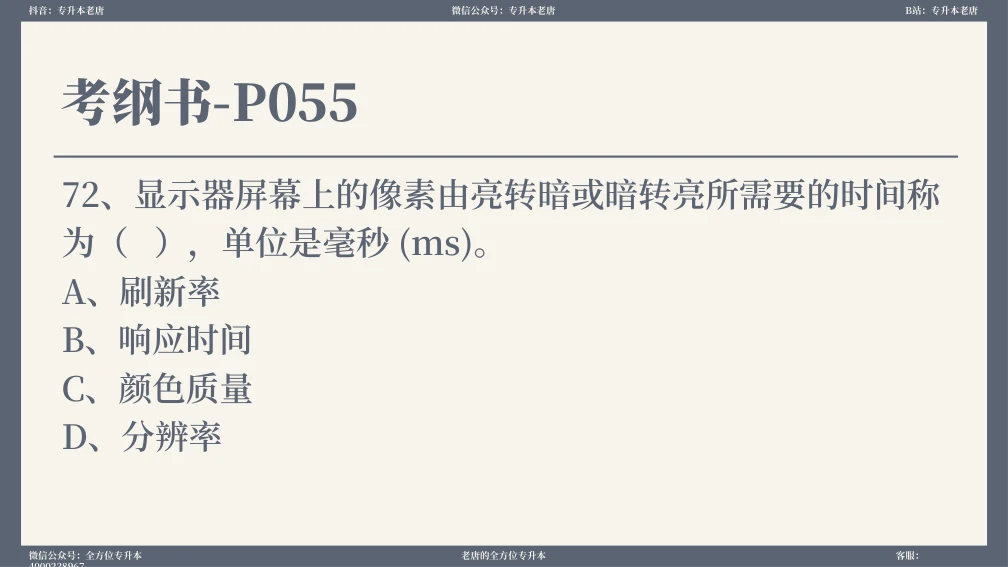 抖音：专升本老唐
微信公众号：专升本老唐
B站：专升本老唐
考纲书-P055
72、显示器屏幕上的像素由亮转暗或暗转亮所需要的时间称
为（ ），单位是毫秒 (ms)。
A、刷新率
B、响应时间
C、颜色质量
D、分辨率
微信公众号：全方位专升本
老唐的全方位专升本
客服：
4000238967